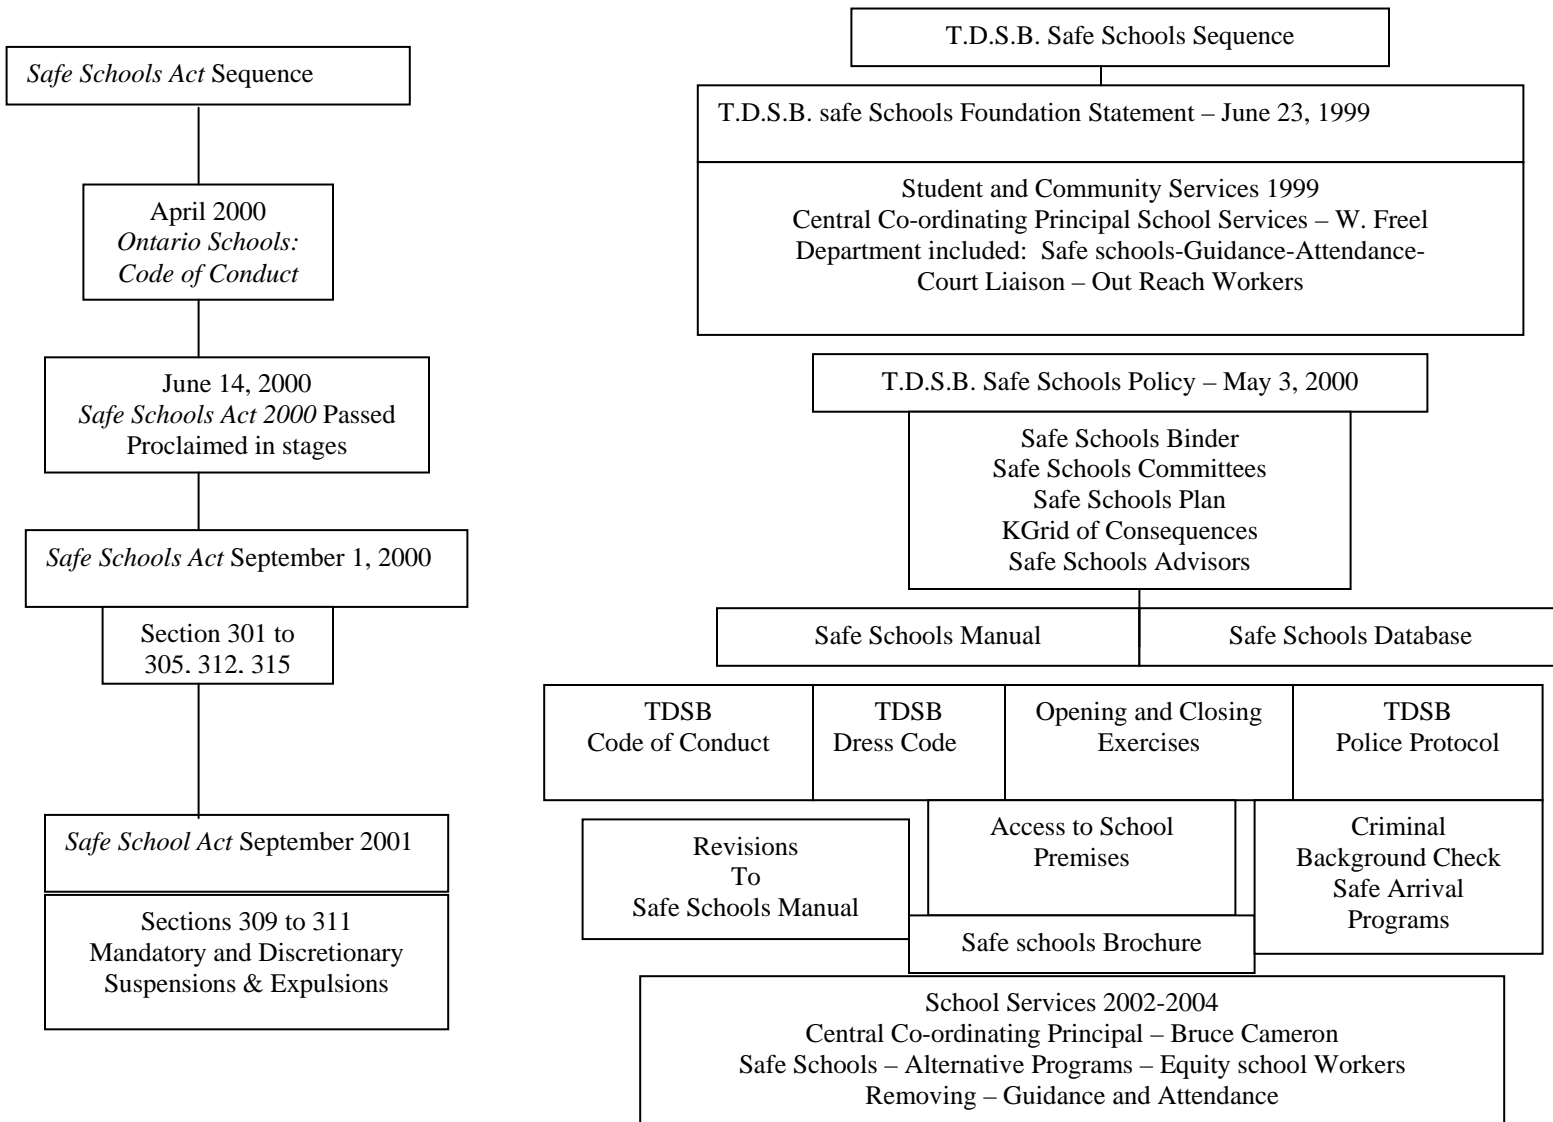 Safe Schools Act Sequence
April 2000
Ontario Schools:
Code of Conduct
June 14, 2000
Safe Schools Act 2000 Passed
Proclaimed in stages
Safe Schools Act September 1, 2000
Section 301 to
305, 312, 315
Safe School Act September 2001
Sections 309 to 311
Mandatory and Discretionary
Suspensions & Expulsions
T.D.S.B. Safe Schools Sequence
T.D.S.B. safe Schools Foundation Statement – June 23, 1999
Student and Community Services 1999
Central Co-ordinating Principal School Services – W. Freel
Department included:  Safe schools-Guidance-Attendance-
Court Liaison – Out Reach Workers
T.D.S.B. Safe Schools Policy – May 3, 2000
Safe Schools Binder
Safe Schools Committees
Safe Schools Plan
KGrid of Consequences
Safe Schools Advisors
Safe Schools Manual
Safe Schools Database
TDSB
Code of Conduct
TDSB
Dress Code
Opening and Closing
Exercises
TDSB
Police Protocol
Revisions
To
Safe Schools Manual
Access to School
Premises
Criminal
Background Check
Safe Arrival
Programs
Safe schools Brochure
School Services 2002-2004
Central Co-ordinating Principal – Bruce Cameron
Safe Schools – Alternative Programs – Equity school Workers
Removing – Guidance and Attendance